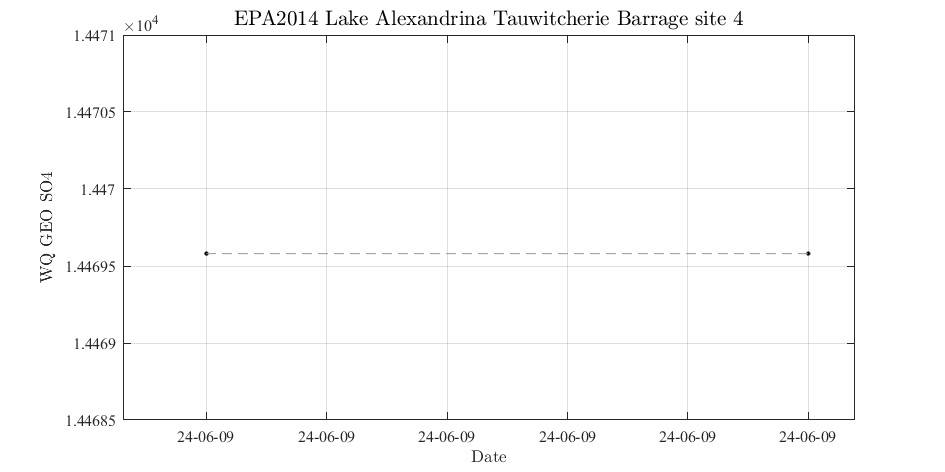 EPA2014 Lake Alexandrina Tauwitcherie Barrage site 4
×10⁴
1.4471
1.44705
1.447
1.44695
1.4469
1.44685
WQ GEO SO4
24-06-09 24-06-09 24-06-09 24-06-09 24-06-09 24-06-09
Date